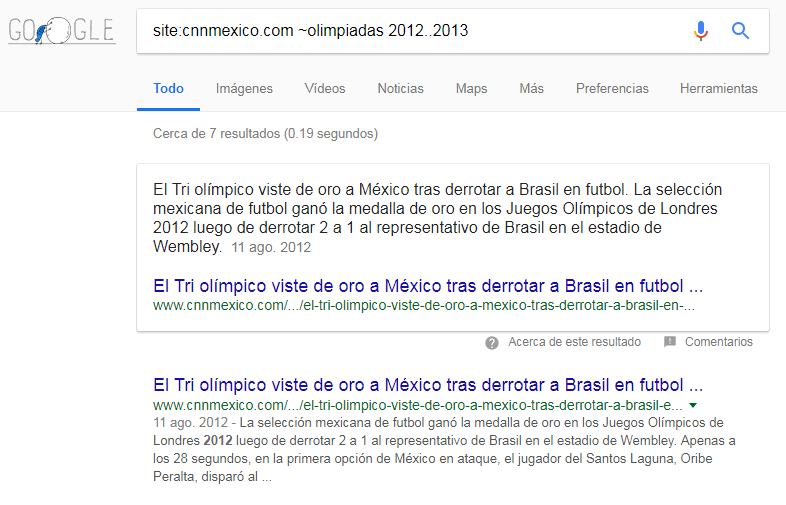 GOOGLE
site:cnnmexico.com ~olimpiadas 2012..2013
Todo Imágenes Vídeos Noticias Maps Más Preferencias Herramientas
Cerca de 7 resultados (0.19 segundos)
El Tri olímpico viste de oro a México tras derrotar a Brasil en futbol. La selección
mexicana de futbol ganó la medalla de oro en los Juegos Olímpicos de Londres
2012 luego de derrotar 2 a 1 al representativo de Brasil en el estadio de
Wembley. 11 ago. 2012
El Tri olímpico viste de oro a México tras derrotar a Brasil en futbol ...
www.cnnmexico.com/.../el-tri-olimpico-viste-de-oro-a-mexico-tras-derrotar-a-brasil-en-...
Acerca de este resultado Comentarios
El Tri olímpico viste de oro a México tras derrotar a Brasil en futbol ...
www.cnnmexico.com/.../el-tri-olimpico-viste-de-oro-a-mexico-tras-derrotar-a-brasil-e...
11 ago. 2012 - La selección mexicana de futbol ganó la medalla de oro en los Juegos Olímpicos de
Londres 2012 luego de derrotar 2 a 1 al representativo de Brasil en el estadio de Wembley. Apenas a
los 28 segundos, en la primera opción de México en ataque, el jugador del Santos Laguna, Oribe
Peralta, disparó al ...